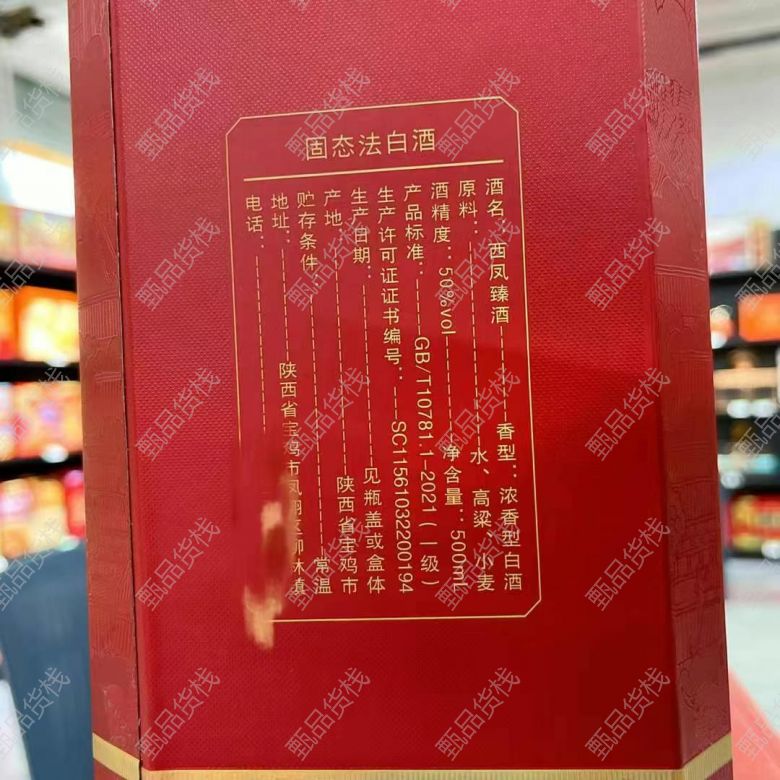 固态法白酒
酒名：西凤臻酒 香型：浓香型白酒
原料： 水、高粱、小麦
酒精度：50%vol 净含量：500mL
产品标准： GB/T10781.1-2021(一级)
生产许可证证书编号： SC11561032200194
生产日期： 见瓶盖或盒体
产地： 陕西省宝鸡市
贮存条件： 常温
地址： 陕西省宝鸡市凤翔区柳林镇
电话：
甄品货栈